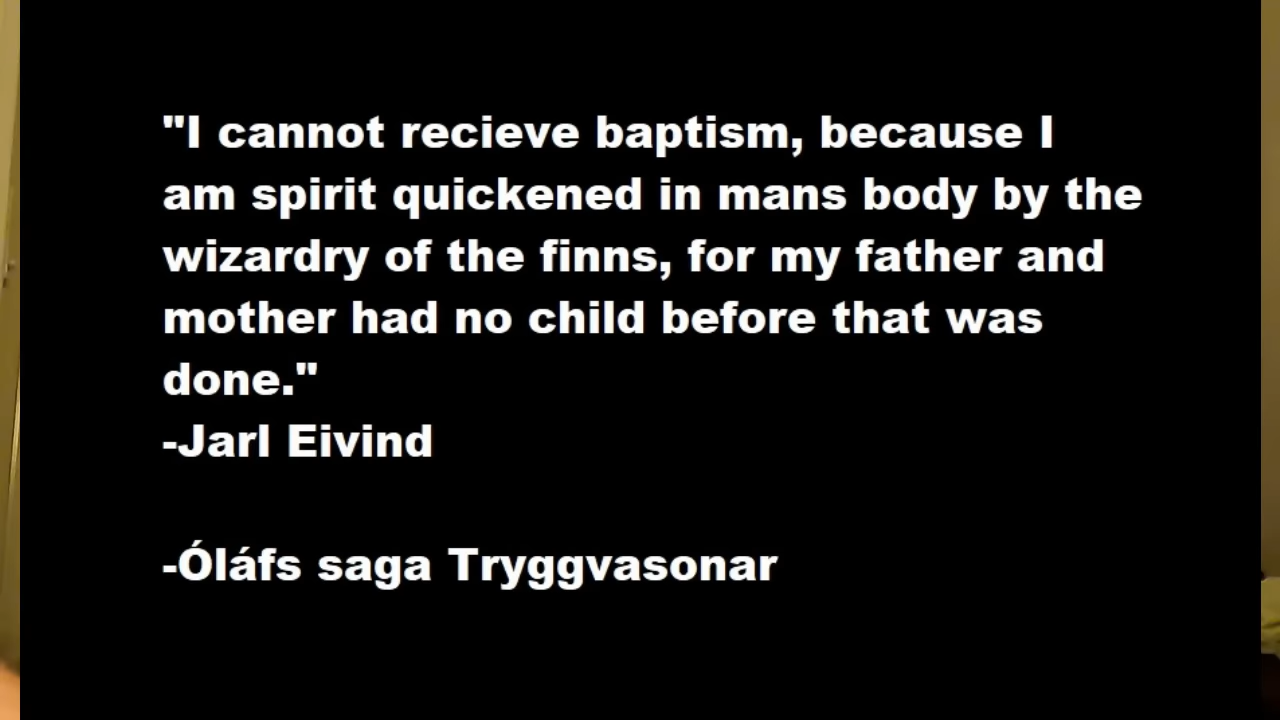 "I cannot recieve baptism, because I
am spirit quickened in mans body by the
wizardry of the finns, for my father and
mother had no child before that was
done."
-Jarl Eivind
-Óláfs saga Tryggvasonar